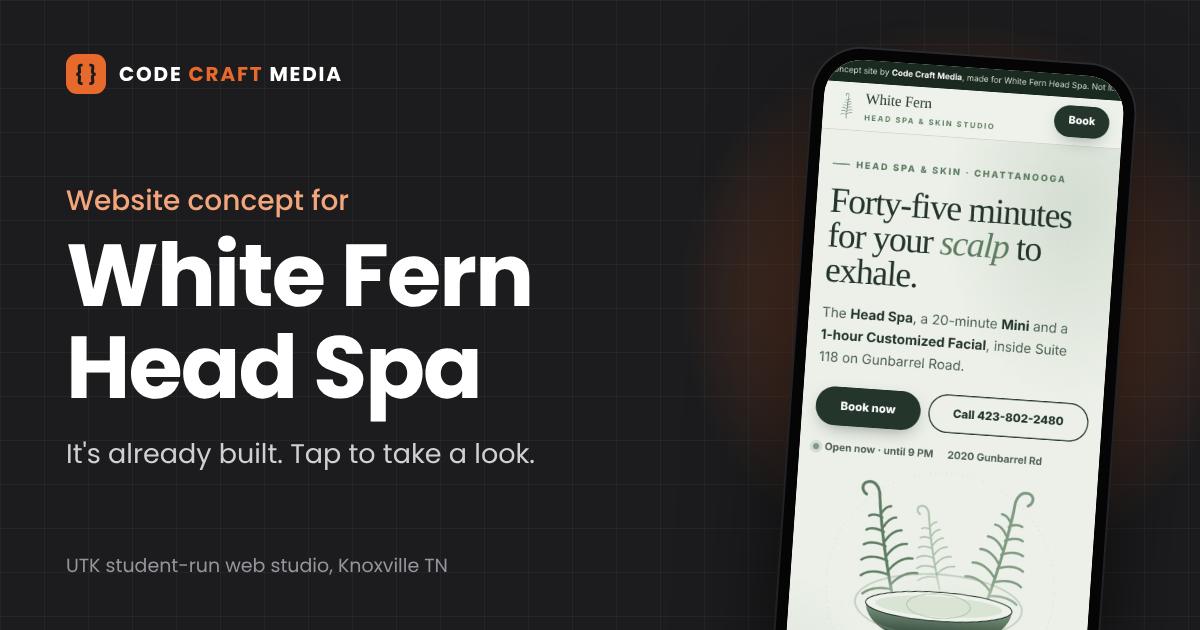 { } CODE CRAFT MEDIA
Website concept for
White Fern
Head Spa
It's already built. Tap to take a look.
UTK student-run web studio, Knoxville TN
concept site by Code Craft Media, made for White Fern Head Spa. Not
White Fern
HEAD SPA & SKIN STUDIO
Book
HEAD SPA & SKIN · CHATTANOOGA
Forty-five minutes
for your scalp to
exhale.
The Head Spa, a 20-minute Mini and a
1-hour Customized Facial, inside Suite
118 on Gunbarrel Road.
Book now
Call 423-802-2480
Open now · until 9 PM
2020 Gunbarrel Rd